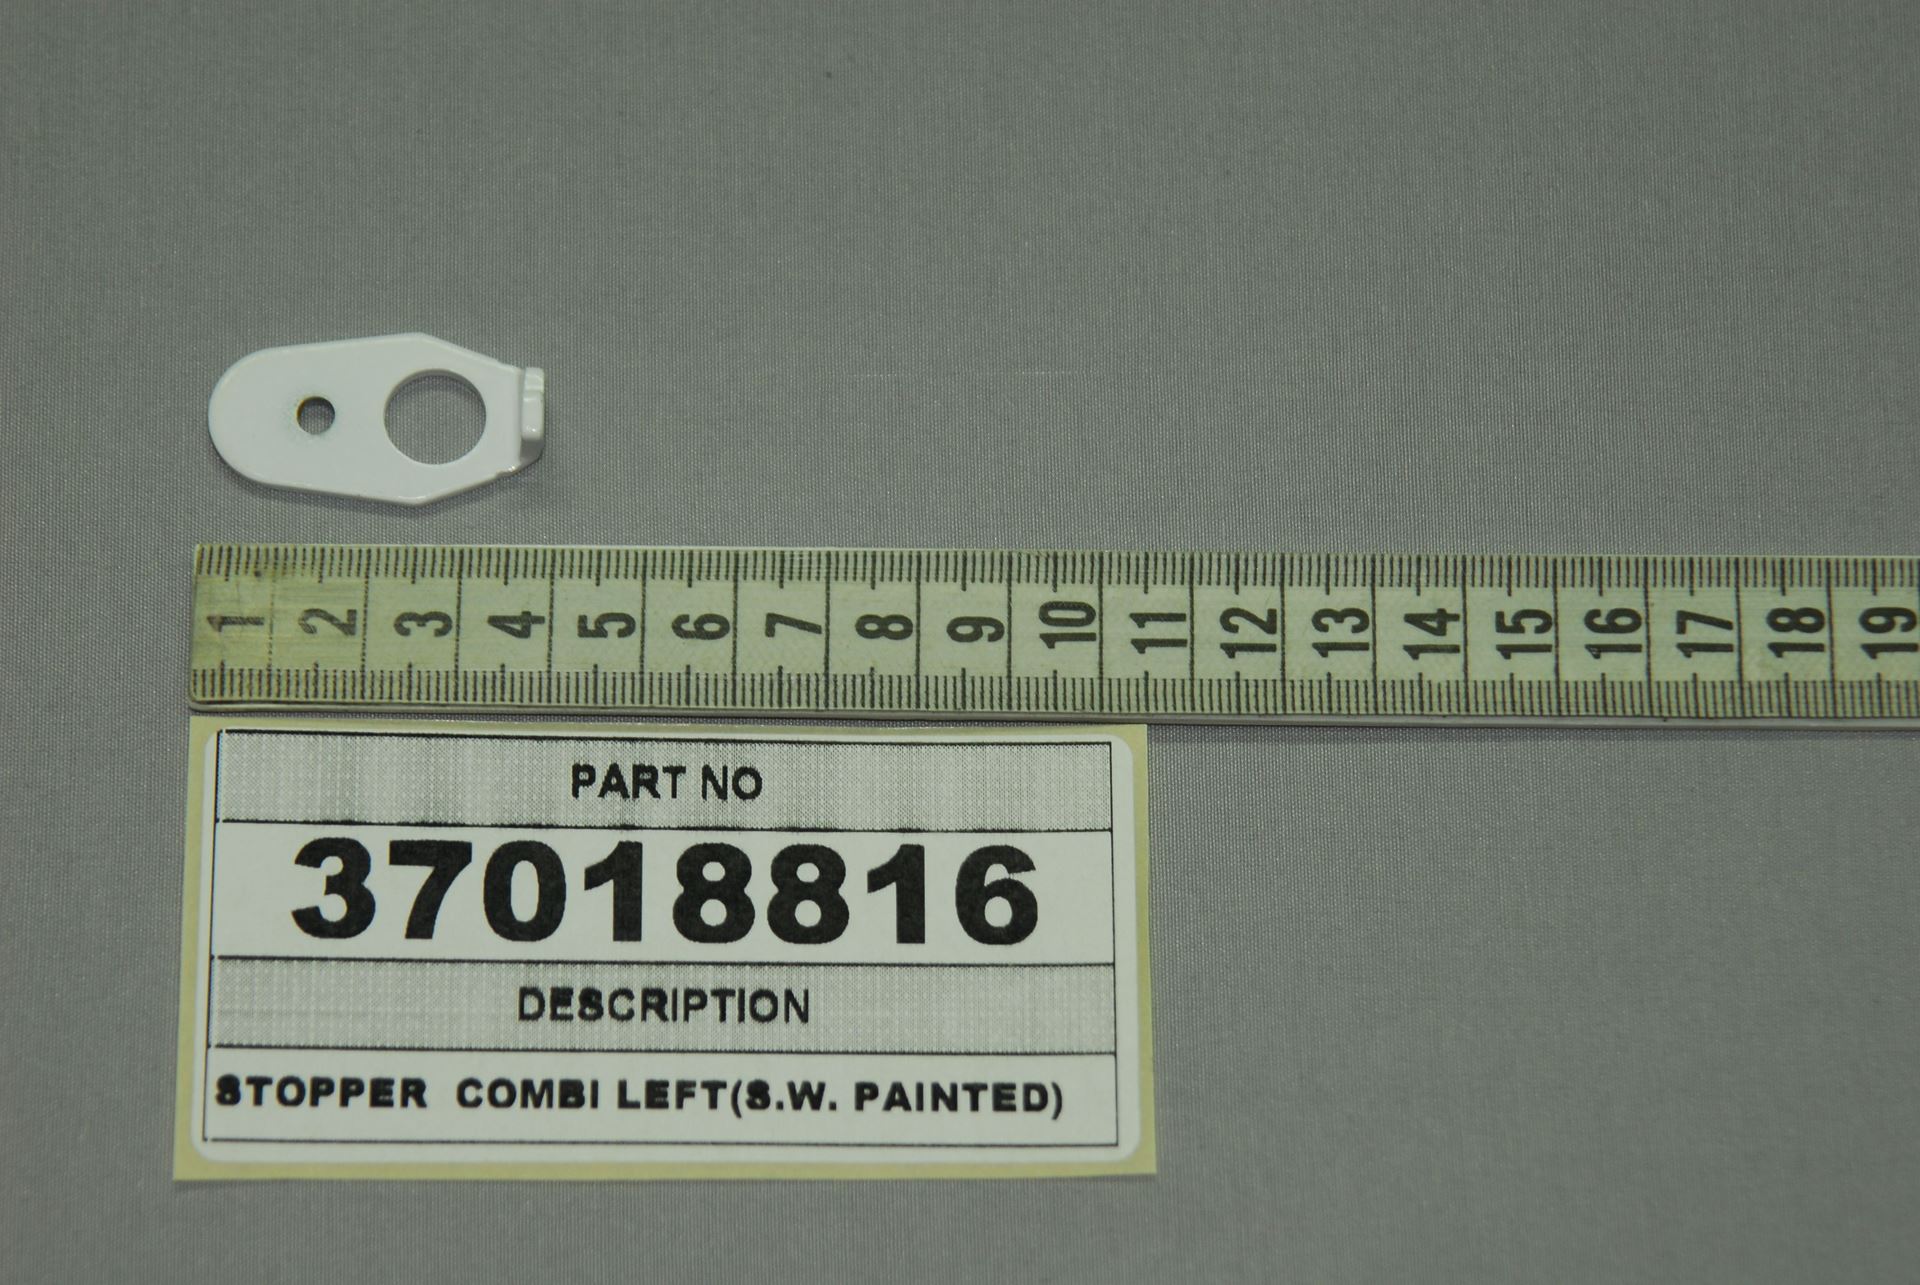 1 2 3 4 5 6 7 8 9 10 11 12 13 14 15 16 17 18 19
PART NO
37018816
DESCRIPTION
STOPPER COMBI LEFT(S.W. PAINTED)